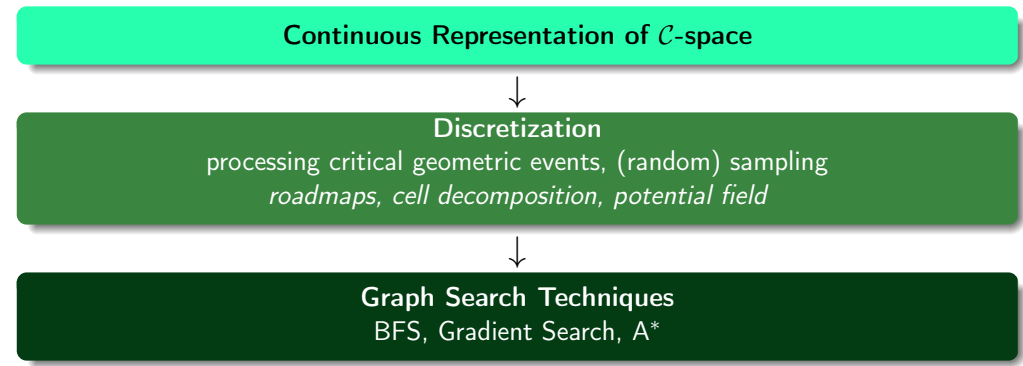 Continuous Representation of 𝒞-space
↓
Discretization
processing critical geometric events, (random) sampling
roadmaps, cell decomposition, potential field
↓
Graph Search Techniques
BFS, Gradient Search, A*